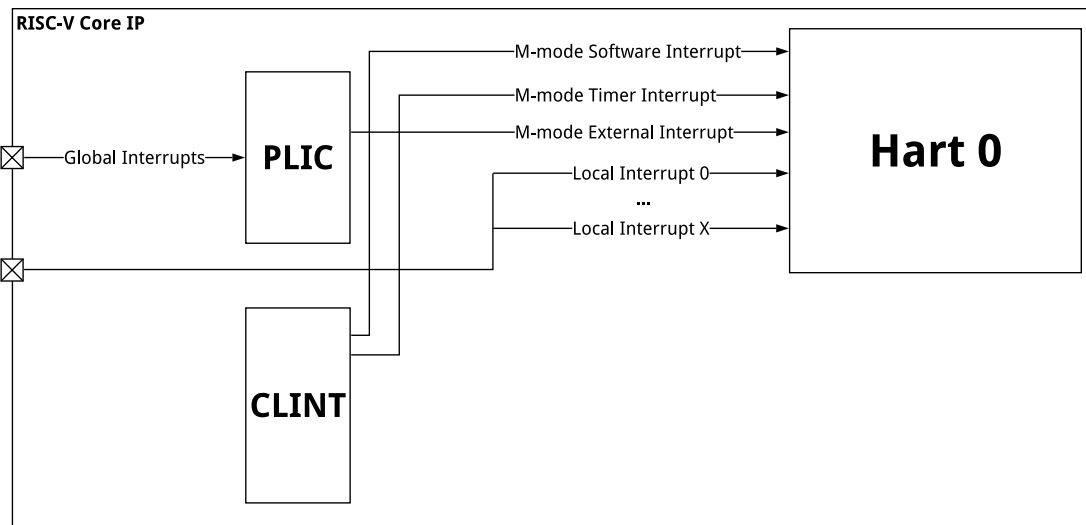 RISC-V Core IP
M-mode Software Interrupt
M-mode Timer Interrupt
M-mode External Interrupt
Global Interrupts
PLIC
Local Interrupt 0
...
Local Interrupt X
Hart 0
CLINT